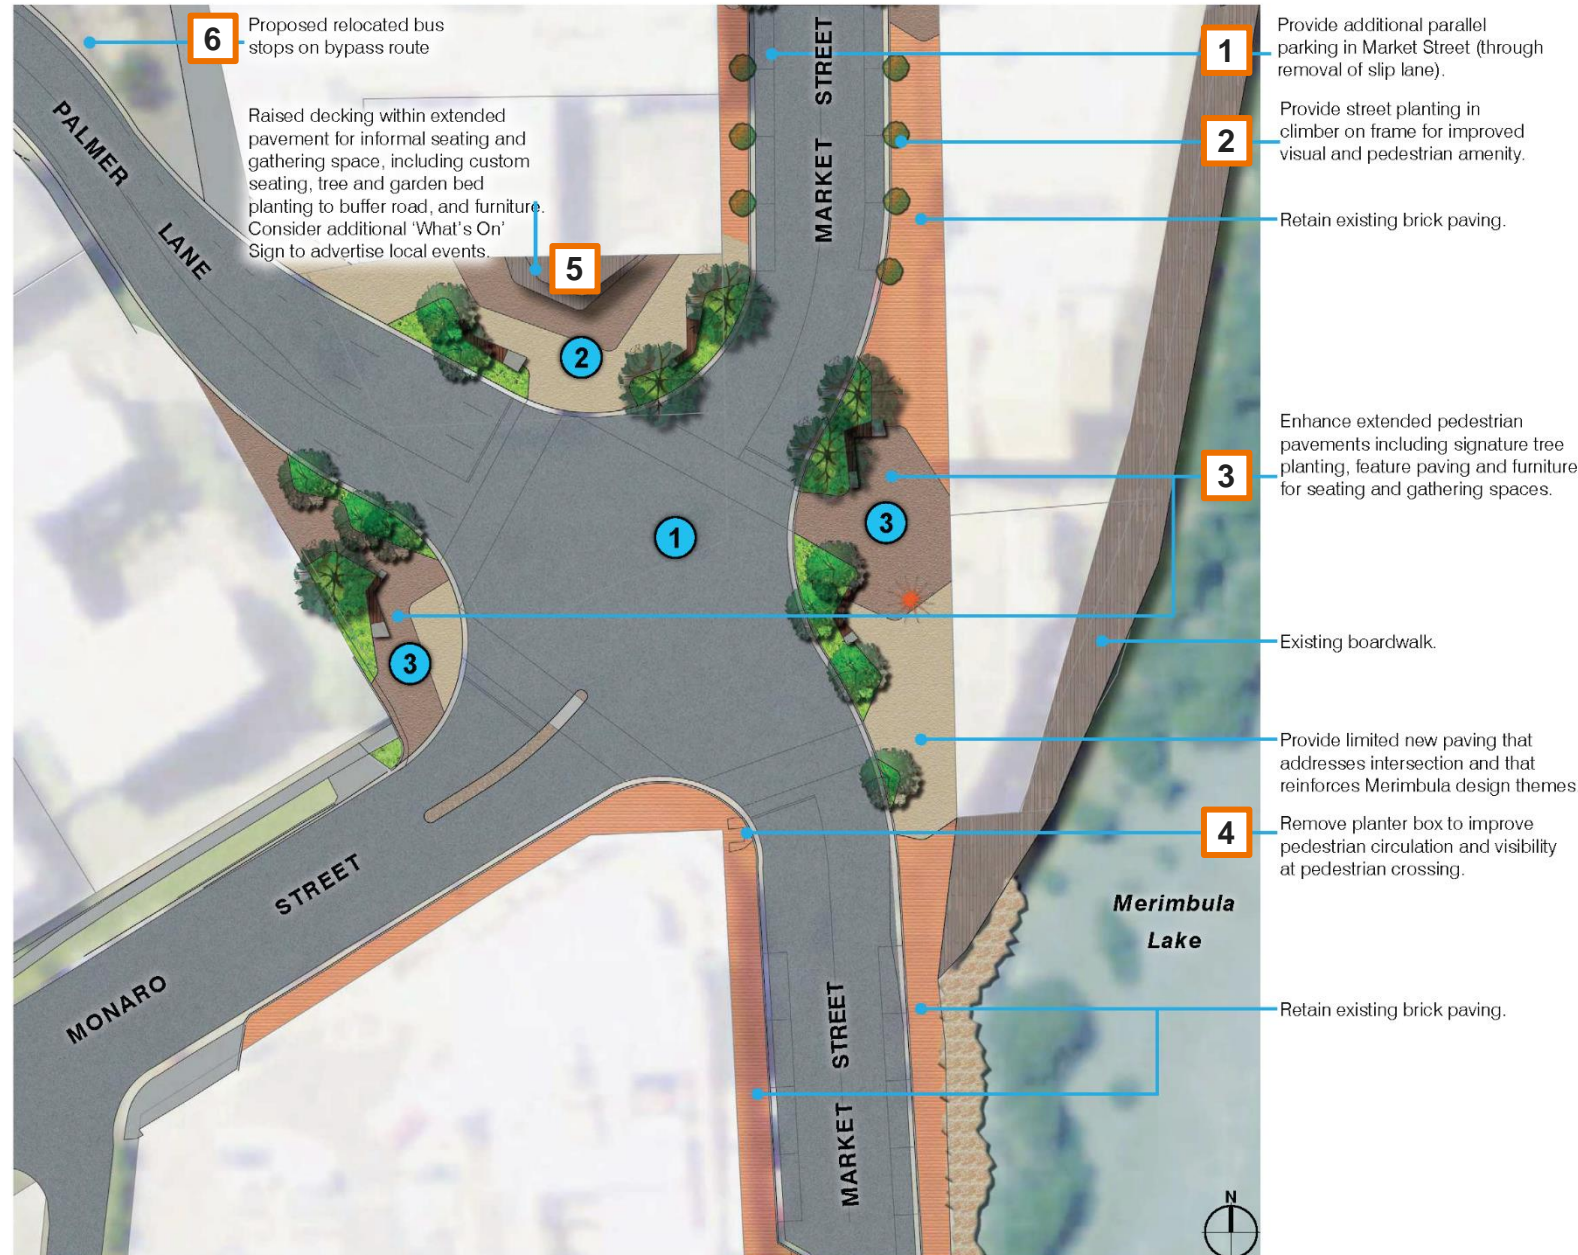 6
Proposed relocated bus
stops on bypass route
Raised decking within extended
pavement for informal seating and
gathering space, including custom
seating, tree and garden bed
planting to buffer road, and furniture.
Consider additional 'What's On'
Sign to advertise local events.
5
PALMER
LANE
MARKET STREET
1
Provide additional parallel
parking in Market Street (through
removal of slip lane).
2
Provide street planting in
climber on frame for improved
visual and pedestrian amenity.
Retain existing brick paving.
2
1
3
3
3
Enhance extended pedestrian
pavements including signature tree
planting, feature paving and furniture
for seating and gathering spaces.
Existing boardwalk.
Provide limited new paving that
addresses intersection and that
reinforces Merimbula design themes
4
Remove planter box to improve
pedestrian circulation and visibility
at pedestrian crossing.
Merimbula
Lake
MONARO STREET
MARKET STREET
Retain existing brick paving.
N